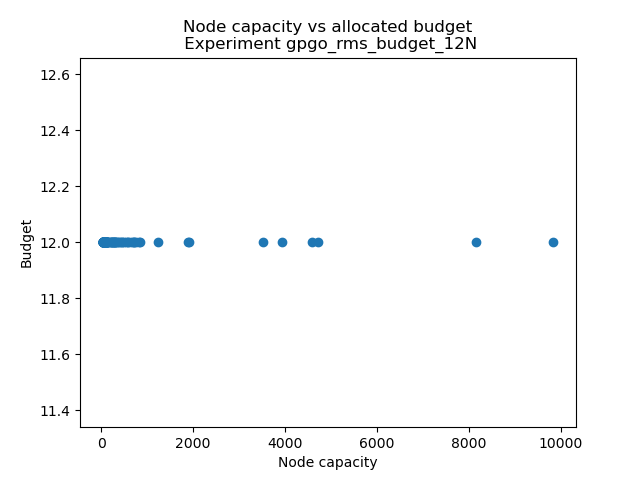 Node capacity vs allocated budget
Experiment gpgo_rms_budget_12N
12.6
12.4
12.2
12.0
11.8
11.6
11.4
Budget
0 2000 4000 6000 8000 10000
Node capacity